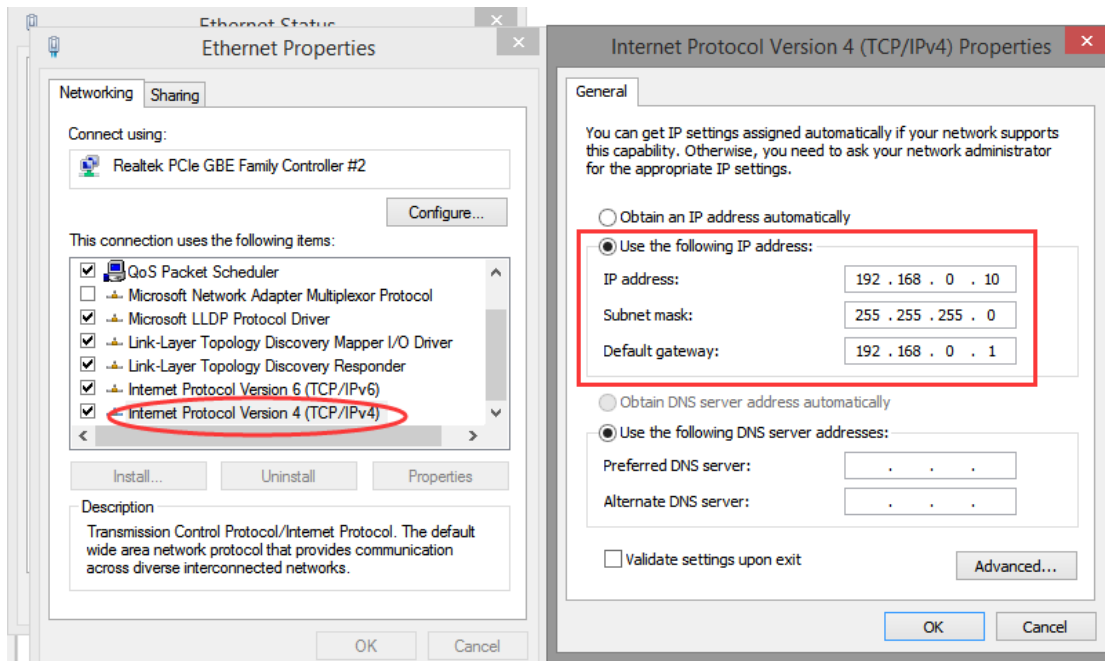 Ethernet Status
Ethernet Properties
Networking
Sharing
Connect using:
Realtek PCIe GBE Family Controller #2
Configure...
This connection uses the following items:
QoS Packet Scheduler
Microsoft Network Adapter Multiplexor Protocol
Microsoft LLDP Protocol Driver
Link-Layer Topology Discovery Mapper I/O Driver
Link-Layer Topology Discovery Responder
Internet Protocol Version 6 (TCP/IPv6)
Internet Protocol Version 4 (TCP/IPv4)
Install...
Uninstall
Properties
Description
Transmission Control Protocol/Internet Protocol. The default
wide area network protocol that provides communication
across diverse interconnected networks.
OK
Cancel
Internet Protocol Version 4 (TCP/IPv4) Properties
General
You can get IP settings assigned automatically if your network supports
this capability. Otherwise, you need to ask your network administrator
for the appropriate IP settings.
Obtain an IP address automatically
Use the following IP address:
IP address: 192 . 168 . 0 . 10
Subnet mask: 255 . 255 . 255 . 0
Default gateway: 192 . 168 . 0 . 1
Obtain DNS server address automatically
Use the following DNS server addresses:
Preferred DNS server: . . .
Alternate DNS server: . . .
Validate settings upon exit
Advanced...
OK
Cancel